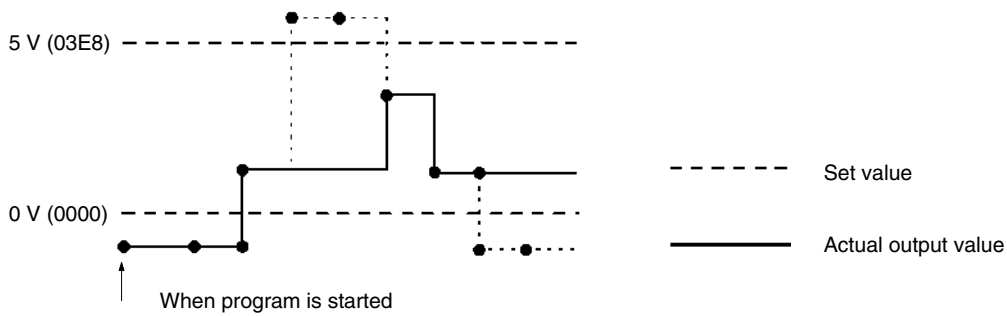 5 V (03E8)
Set value
0 V (0000)
Actual output value
When program is started